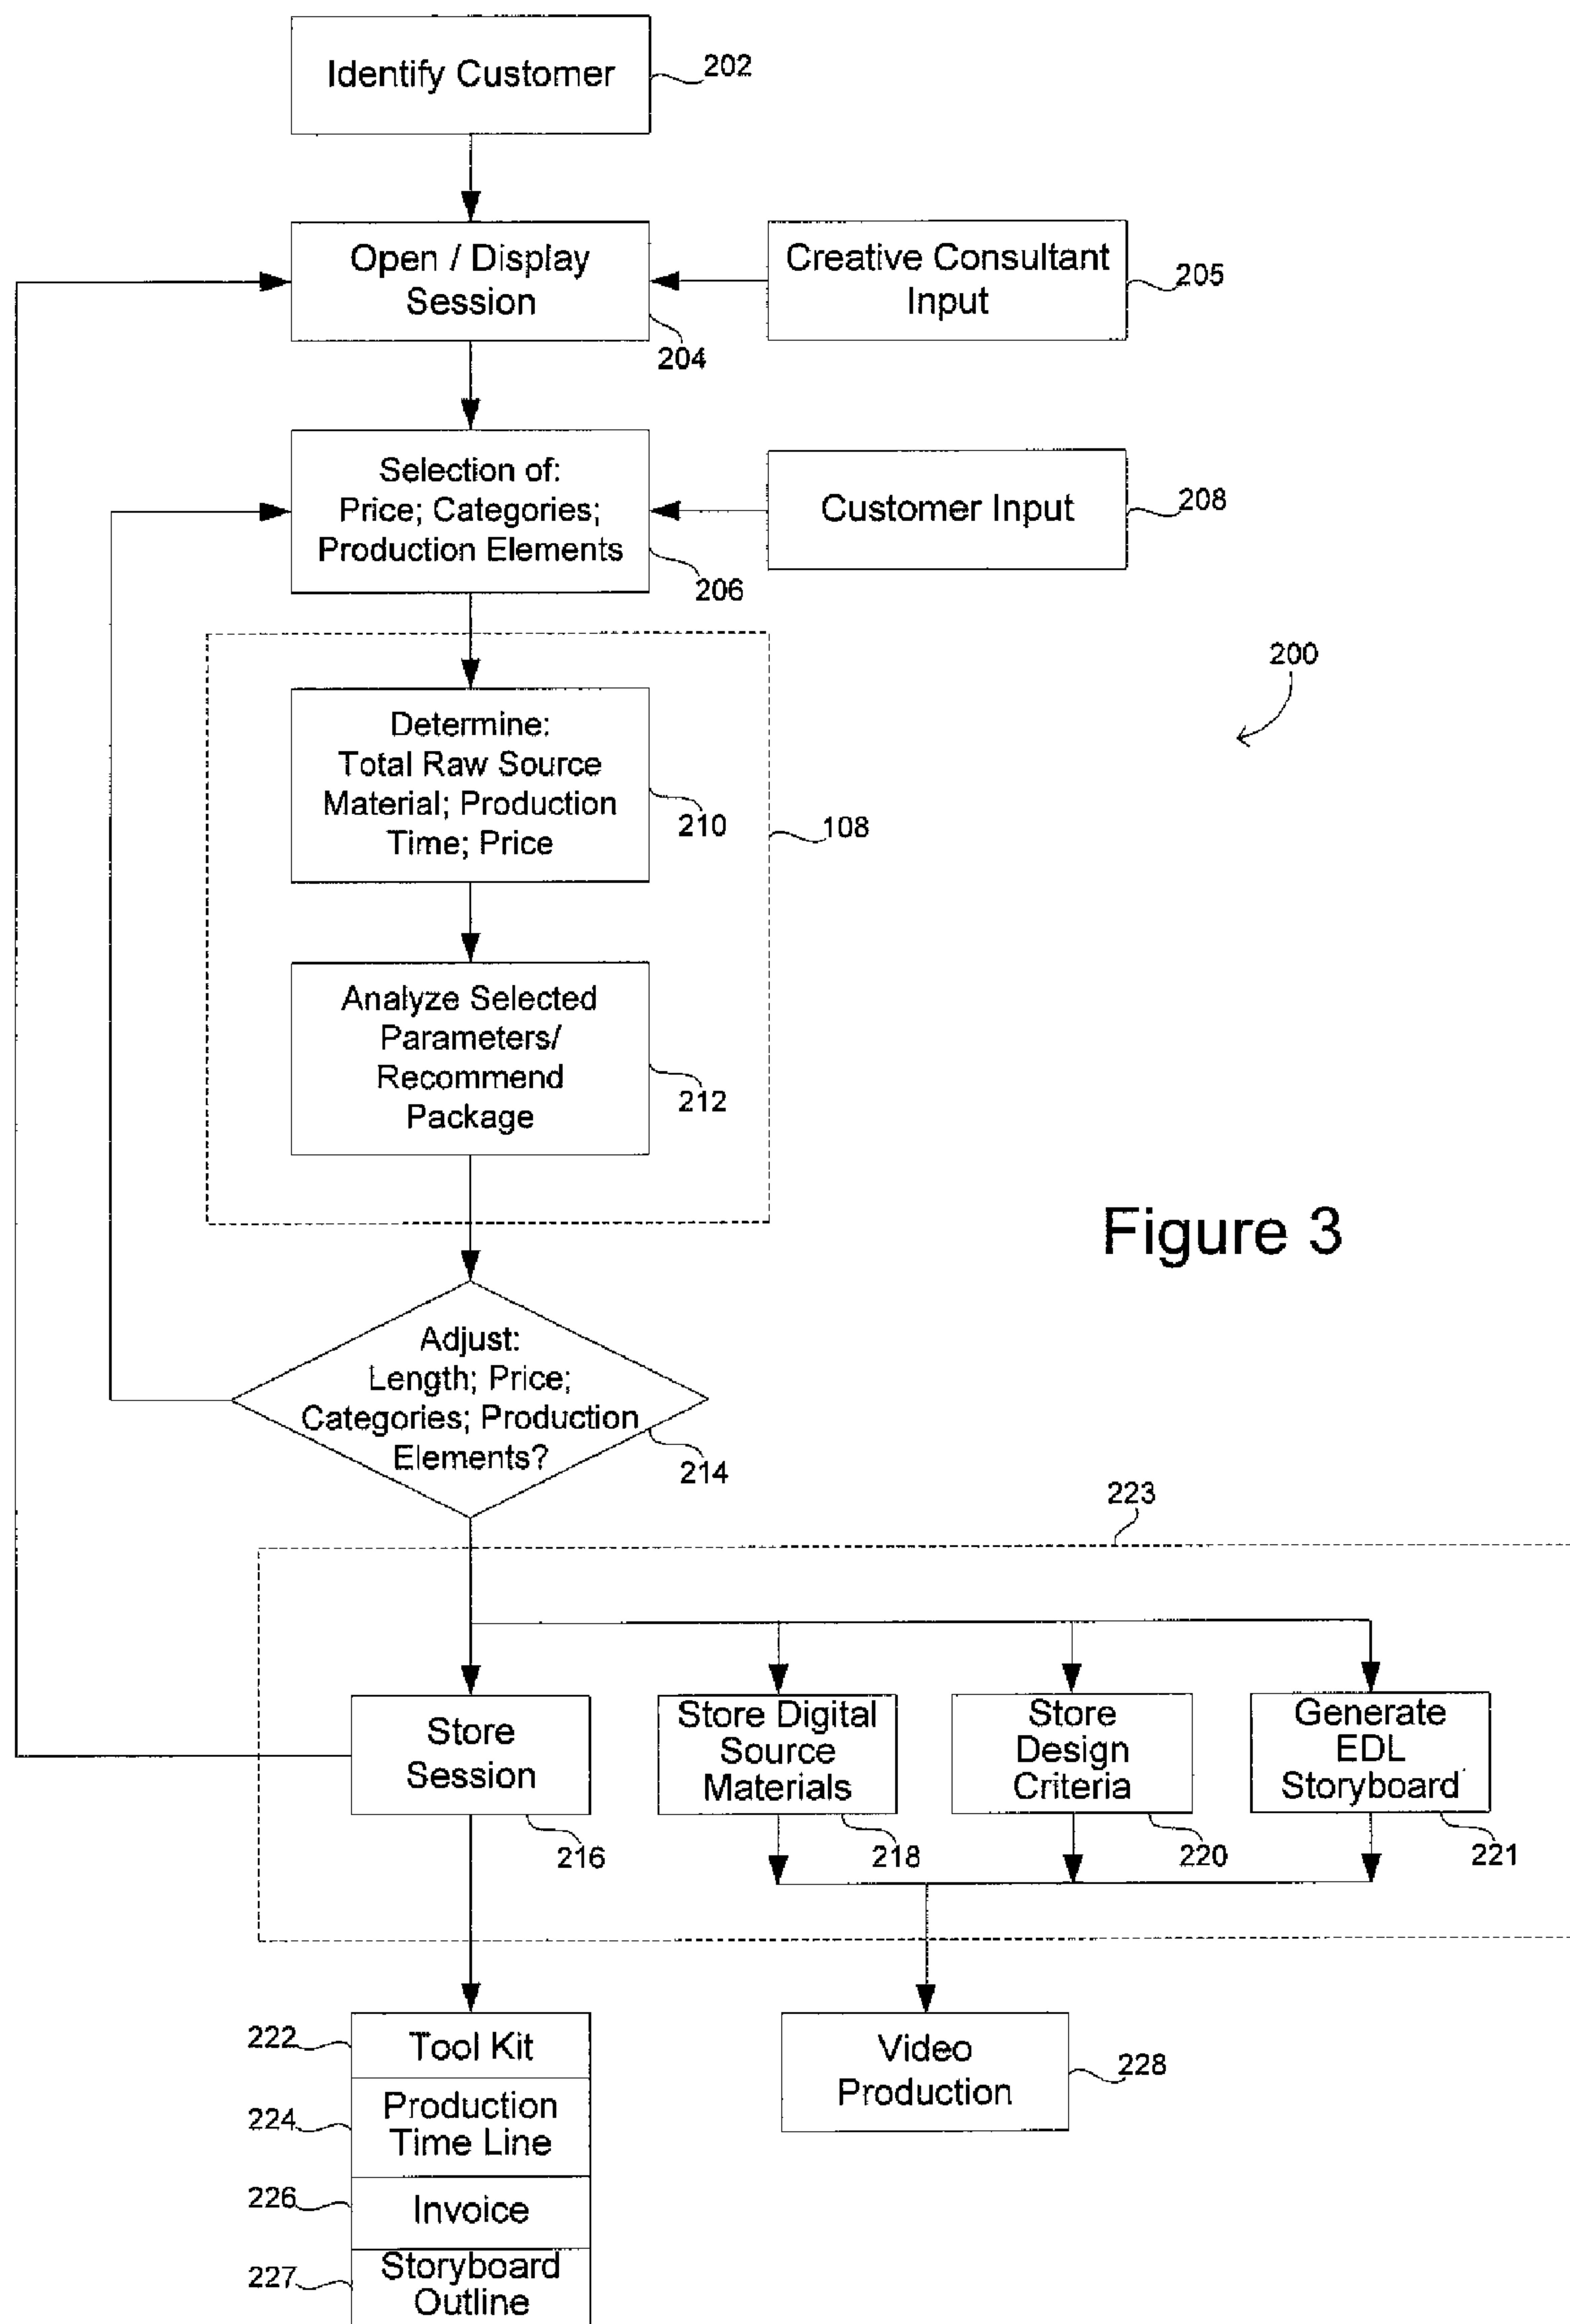 Identify Customer
202
Open / Display
Session
204
Creative Consultant
Input
205
Selection of:
Price; Categories;
Production Elements
206
Customer Input
208
200
Determine:
Total Raw Source
Material; Production
Time; Price
210
108
Analyze Selected
Parameters/
Recommend
Package
212
Figure 3
Adjust:
Length; Price;
Categories; Production
Elements?
214
223
Store
Session
216
Store Digital
Source
Materials
218
Store
Design
Criteria
220
Generate
EDL
Storyboard
221
222
Tool Kit
224
Production
Time Line
226
Invoice
227
Storyboard
Outline
Video
Production
228